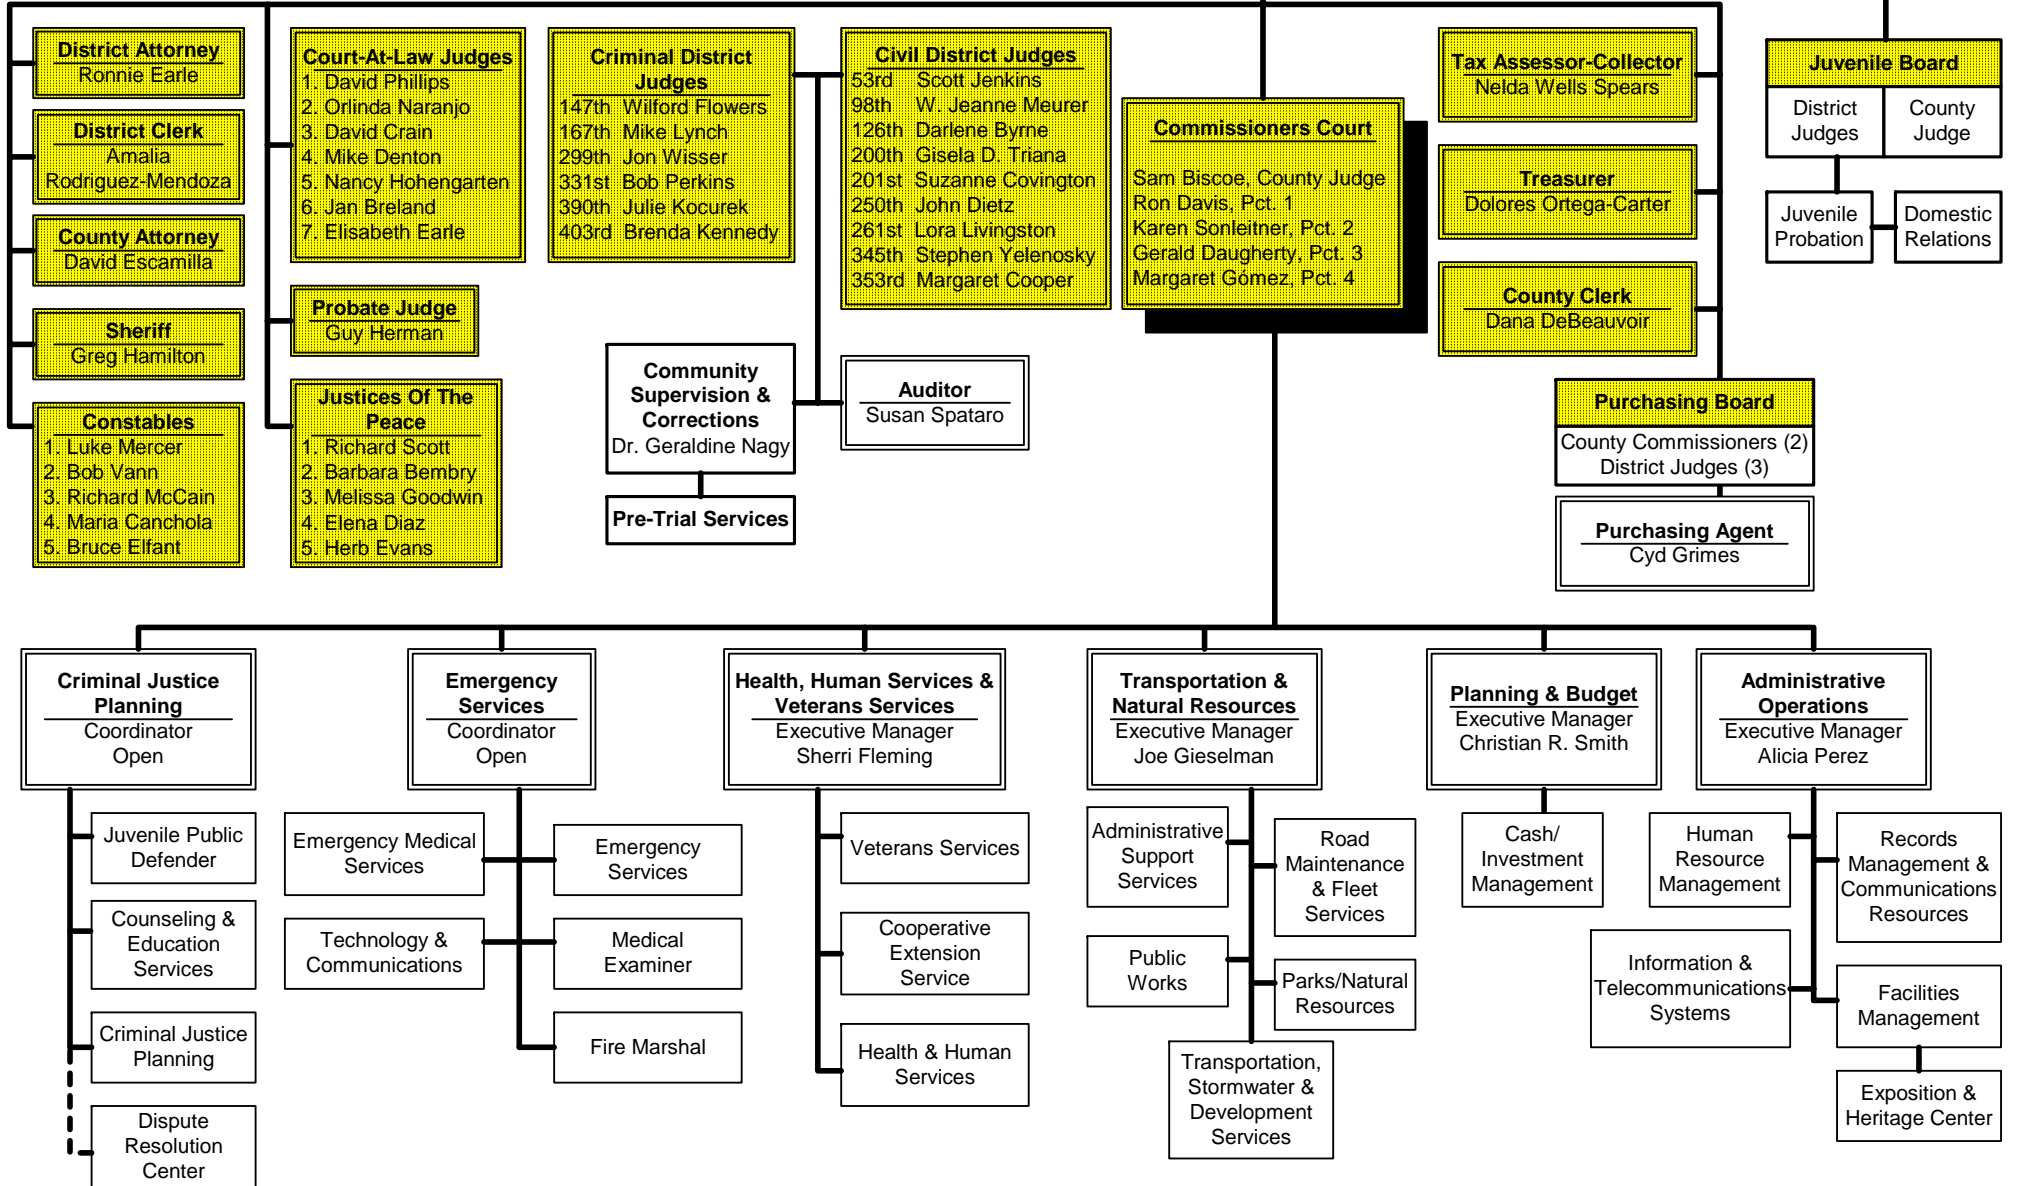 District Attorney
Ronnie Earle
District Clerk
Amalia
Rodriguez-Mendoza
County Attorney
David Escamilla
Sheriff
Greg Hamilton
Constables
1. Luke Mercer
2. Bob Vann
3. Richard McCain
4. Maria Canchola
5. Bruce Elfant
Court-At-Law Judges
1. David Phillips
2. Orlinda Naranjo
3. David Crain
4. Mike Denton
5. Nancy Hohengarten
6. Jan Breland
7. Elisabeth Earle
Probate Judge
Guy Herman
Justices Of The
Peace
1. Richard Scott
2. Barbara Bembry
3. Melissa Goodwin
4. Elena Diaz
5. Herb Evans
Criminal District
Judges
147th Wilford Flowers
167th Mike Lynch
299th Jon Wisser
331st Bob Perkins
390th Julie Kocurek
403rd Brenda Kennedy
Civil District Judges
53rd Scott Jenkins
98th W. Jeanne Meurer
126th Darlene Byrne
200th Gisela D. Triana
201st Suzanne Covington
250th John Dietz
261st Lora Livingston
345th Stephen Yelenosky
353rd Margaret Cooper
Community
Supervision &
Corrections
Dr. Geraldine Nagy
Pre-Trial Services
Auditor
Susan Spataro
Commissioners Court
Sam Biscoe, County Judge
Ron Davis, Pct. 1
Karen Sonleitner, Pct. 2
Gerald Daugherty, Pct. 3
Margaret Gómez, Pct. 4
Tax Assessor-Collector
Nelda Wells Spears
Treasurer
Dolores Ortega-Carter
County Clerk
Dana DeBeauvoir
Purchasing Board
County Commissioners (2)
District Judges (3)
Purchasing Agent
Cyd Grimes
Juvenile Board
District
Judges
County
Judge
Juvenile
Probation
Domestic
Relations
Criminal Justice
Planning
Coordinator
Open
Juvenile Public
Defender
Counseling &
Education
Services
Criminal Justice
Planning
Dispute
Resolution
Center
Emergency
Services
Coordinator
Open
Emergency Medical
Services
Emergency
Services
Technology &
Communications
Medical
Examiner
Fire Marshal
Health, Human Services &
Veterans Services
Executive Manager
Sherri Fleming
Veterans Services
Cooperative
Extension
Service
Health & Human
Services
Transportation &
Natural Resources
Executive Manager
Joe Gieselman
Administrative
Support
Services
Road
Maintenance
& Fleet
Services
Public
Works
Parks/Natural
Resources
Transportation,
Stormwater &
Development
Services
Planning & Budget
Executive Manager
Christian R. Smith
Cash/
Investment
Management
Administrative
Operations
Executive Manager
Alicia Perez
Human
Resource
Management
Records
Management &
Communications
Resources
Information &
Telecommunications
Systems
Facilities
Management
Exposition &
Heritage Center